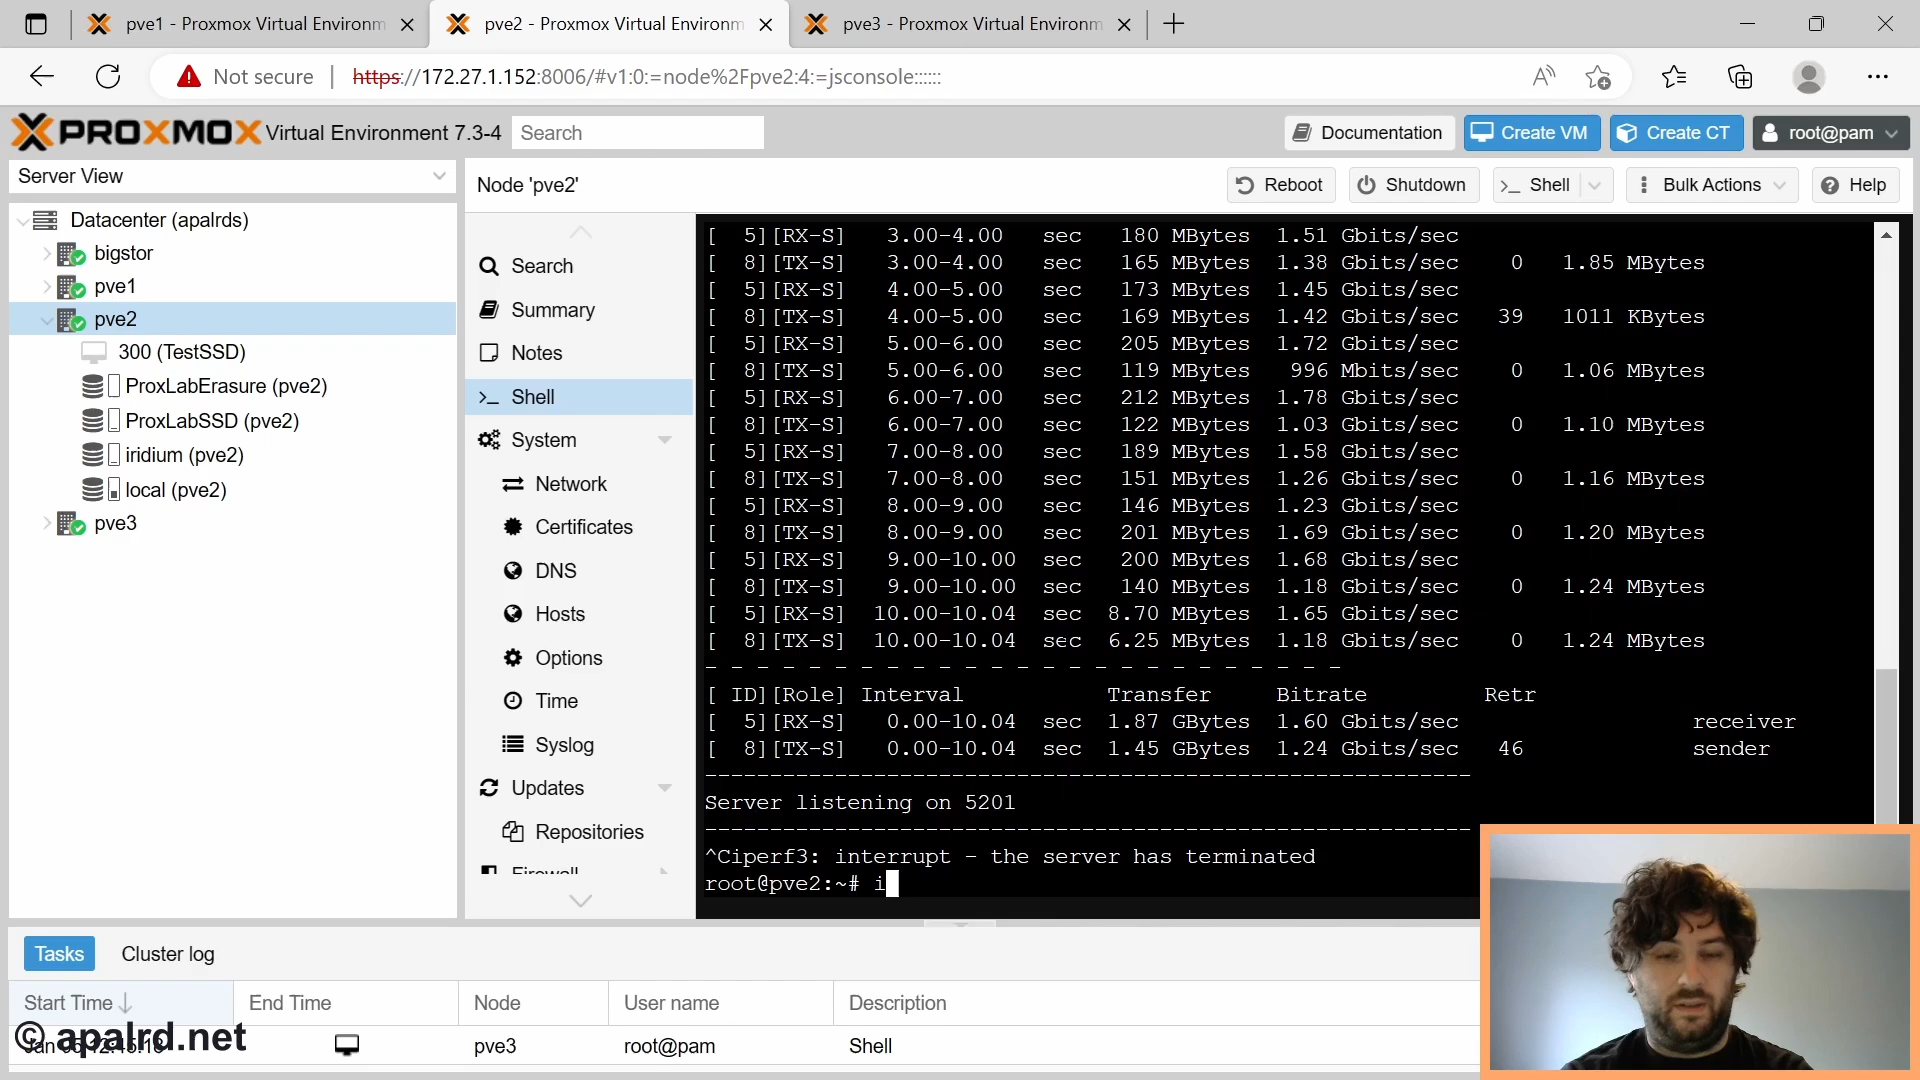 pve1 - Proxmox Virtual Environm
pve2 - Proxmox Virtual Environm
pve3 - Proxmox Virtual Environm
Not secure
https://172.27.1.152:8006/#v1:0:=node%2Fpve2:4:=jsconsole::::::
PROXMOX Virtual Environment 7.3-4
Search
Documentation
Create VM
Create CT
root@pam
Server View
Node 'pve2'
Reboot
Shutdown
Shell
Bulk Actions
Help
Datacenter (apalrds)
bigstor
pve1
pve2
300 (TestSSD)
ProxLabErasure (pve2)
ProxLabSSD (pve2)
iridium (pve2)
local (pve2)
pve3
Search
Summary
Notes
Shell
System
Network
Certificates
DNS
Hosts
Options
Time
Syslog
Updates
Repositories
Firewall
[  5][RX-S]   3.00-4.00   sec   180 MBytes  1.51 Gbits/sec
[  8][TX-S]   3.00-4.00   sec   165 MBytes  1.38 Gbits/sec    0   1.85 MBytes
[  5][RX-S]   4.00-5.00   sec   173 MBytes  1.45 Gbits/sec
[  8][TX-S]   4.00-5.00   sec   169 MBytes  1.42 Gbits/sec   39   1011 KBytes
[  5][RX-S]   5.00-6.00   sec   205 MBytes  1.72 Gbits/sec
[  8][TX-S]   5.00-6.00   sec   119 MBytes   996 Mbits/sec    0   1.06 MBytes
[  5][RX-S]   6.00-7.00   sec   212 MBytes  1.78 Gbits/sec
[  8][TX-S]   6.00-7.00   sec   122 MBytes  1.03 Gbits/sec    0   1.10 MBytes
[  5][RX-S]   7.00-8.00   sec   189 MBytes  1.58 Gbits/sec
[  8][TX-S]   7.00-8.00   sec   151 MBytes  1.26 Gbits/sec    0   1.16 MBytes
[  5][RX-S]   8.00-9.00   sec   146 MBytes  1.23 Gbits/sec
[  8][TX-S]   8.00-9.00   sec   201 MBytes  1.69 Gbits/sec    0   1.20 MBytes
[  5][RX-S]   9.00-10.00  sec   200 MBytes  1.68 Gbits/sec
[  8][TX-S]   9.00-10.00  sec   140 MBytes  1.18 Gbits/sec    0   1.24 MBytes
[  5][RX-S]  10.00-10.04  sec  8.70 MBytes  1.65 Gbits/sec
[  8][TX-S]  10.00-10.04  sec  6.25 MBytes  1.18 Gbits/sec    0   1.24 MBytes
- - - - - - - - - - - - - - - - - - - - - - - - -
[ ID][Role] Interval           Transfer     Bitrate         Retr
[  5][RX-S]   0.00-10.04  sec  1.87 GBytes  1.60 Gbits/sec                  receiver
[  8][TX-S]   0.00-10.04  sec  1.45 GBytes  1.24 Gbits/sec   46             sender
-----------------------------------------------------------
Server listening on 5201
-----------------------------------------------------------
^Ciperf3: interrupt - the server has terminated
root@pve2:~# i
Tasks
Cluster log
Start Time
End Time
Node
User name
Description
pve3
root@pam
Shell
© apalrd.net